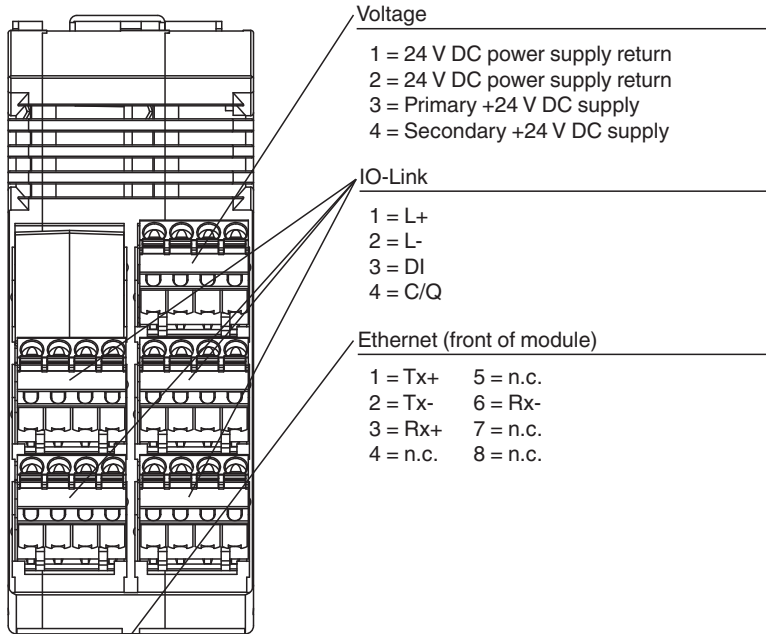 Voltage
1 = 24 V DC power supply return
2 = 24 V DC power supply return
3 = Primary +24 V DC supply
4 = Secondary +24 V DC supply
IO-Link
1 = L+
2 = L-
3 = DI
4 = C/Q
Ethernet (front of module)
1 = Tx+ 5 = n.c.
2 = Tx- 6 = Rx-
3 = Rx+ 7 = n.c.
4 = n.c. 8 = n.c.